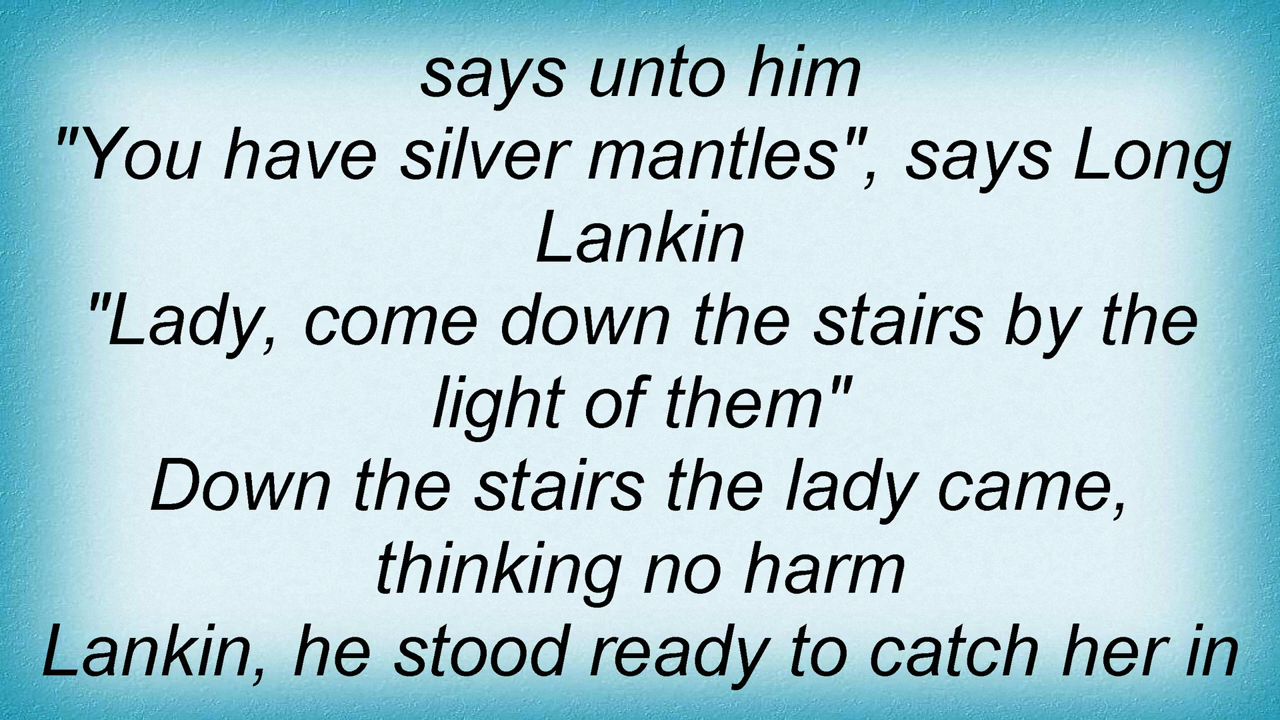 says unto him
"You have silver mantles", says Long
Lankin
"Lady, come down the stairs by the
light of them"
Down the stairs the lady came,
thinking no harm
Lankin, he stood ready to catch her in